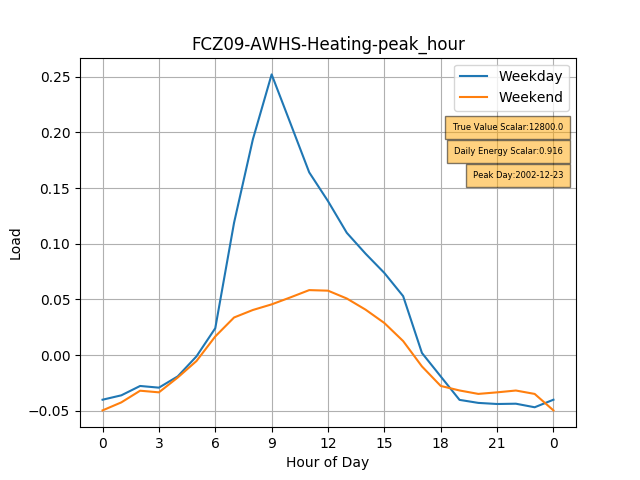 FCZ09-AWHS-Heating-peak_hour
Weekday
Weekend
True Value Scalar:12800.0
Daily Energy Scalar:0.916
Peak Day:2002-12-23
Load
0.25
0.20
0.15
0.10
0.05
0.00
−0.05
0 3 6 9 12 15 18 21 0
Hour of Day